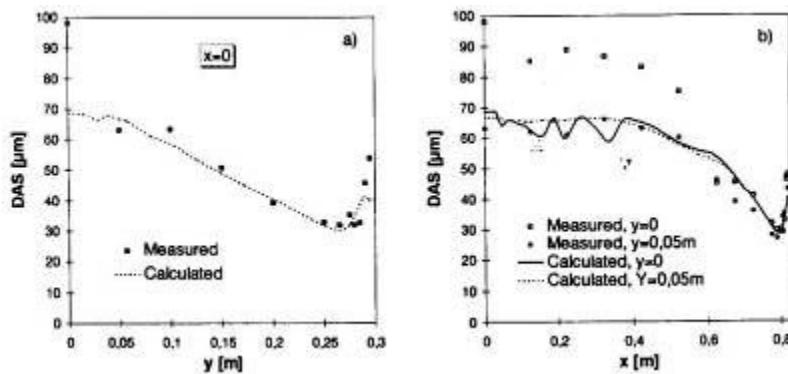 a)
x=0
DAS [µm]
100
90
80
70
60
50
40
30
20
10
0
Measured
Calculated
0 0,05 0,1 0,15 0,2 0,25 0,3
y [m]
b)
DAS [µm]
100
90
80
70
60
50
40
30
20
10
0
Measured, y=0
Measured, y=0,05m
Calculated, y=0
Calculated, Y=0,05m
0 0,2 0,4 0,6 0,8
x [m]